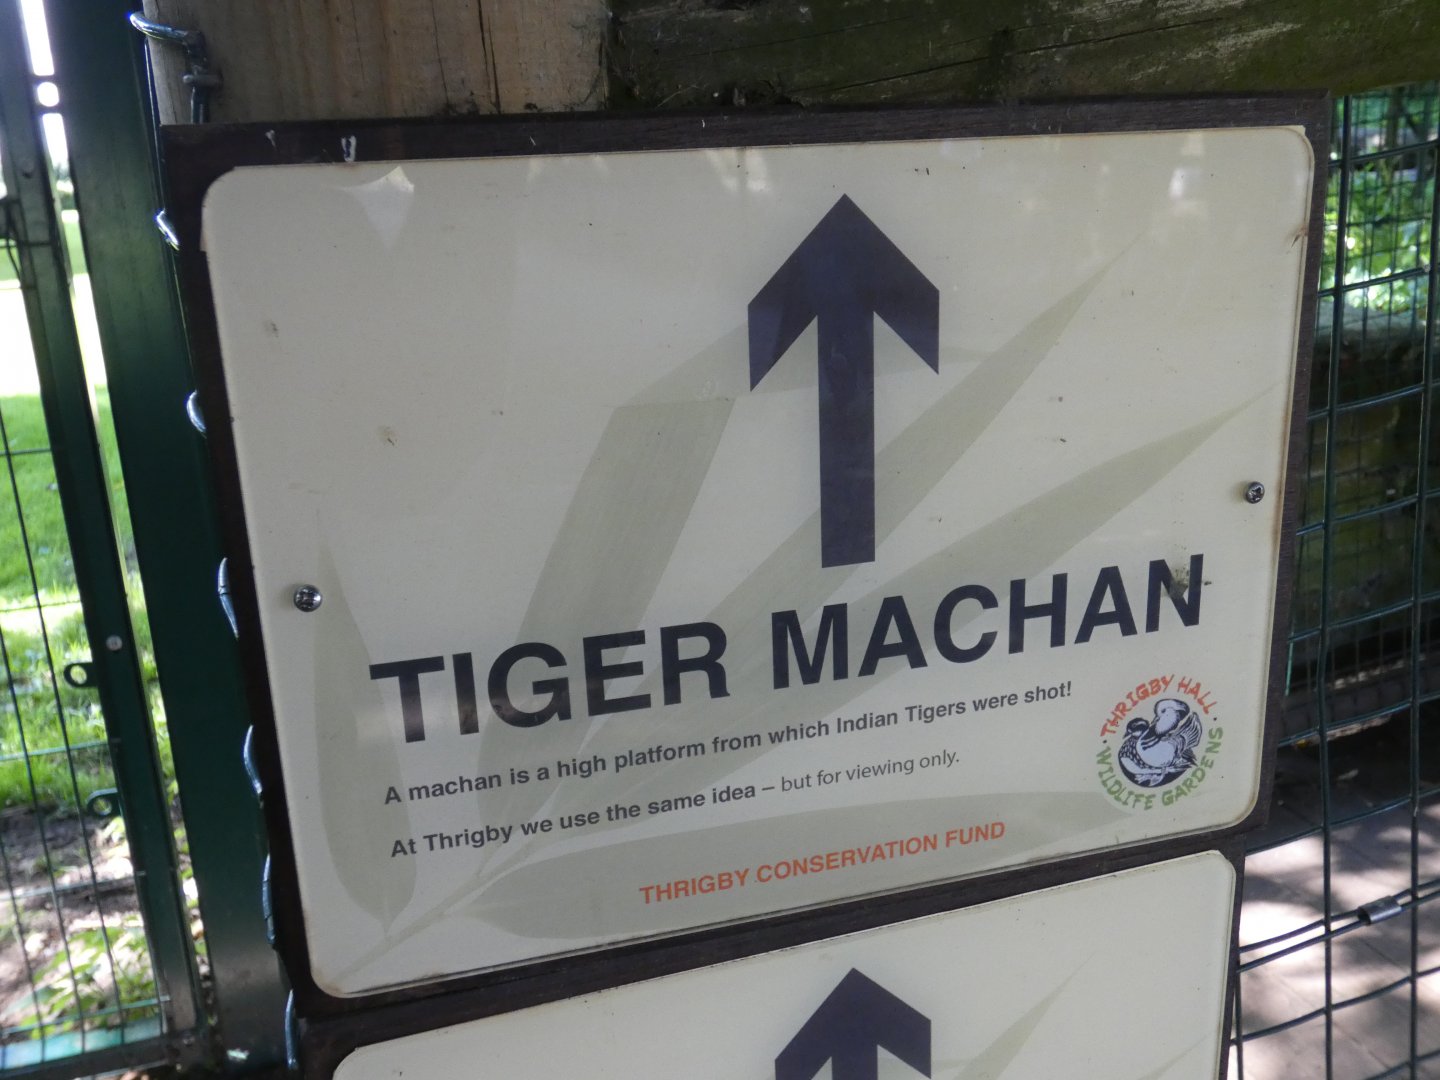 TIGER MACHAN
A machan is a high platform from which Indian Tigers were shot!
At Thrigby we use the same idea – but for viewing only.
THRIGBY CONSERVATION FUND
THRIGBY HALL
WILDLIFE GARDENS